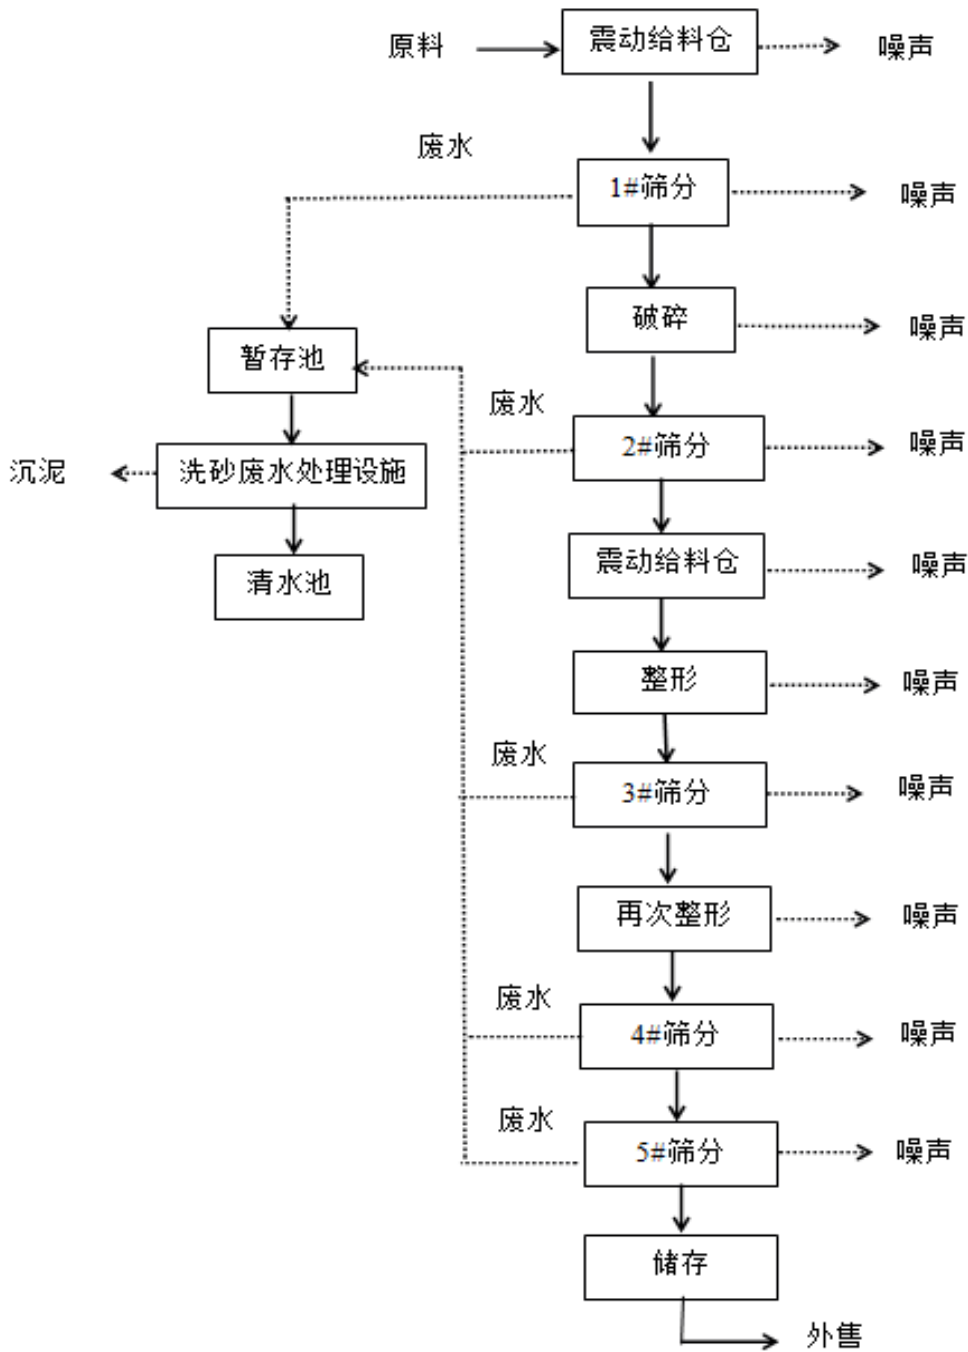 原料
震动给料仓
噪声
废水
1#筛分
噪声
破碎
噪声
暂存池
废水
2#筛分
噪声
沉泥
洗砂废水处理设施
震动给料仓
噪声
清水池
整形
噪声
废水
3#筛分
噪声
再次整形
噪声
废水
4#筛分
噪声
废水
5#筛分
噪声
储存
外售